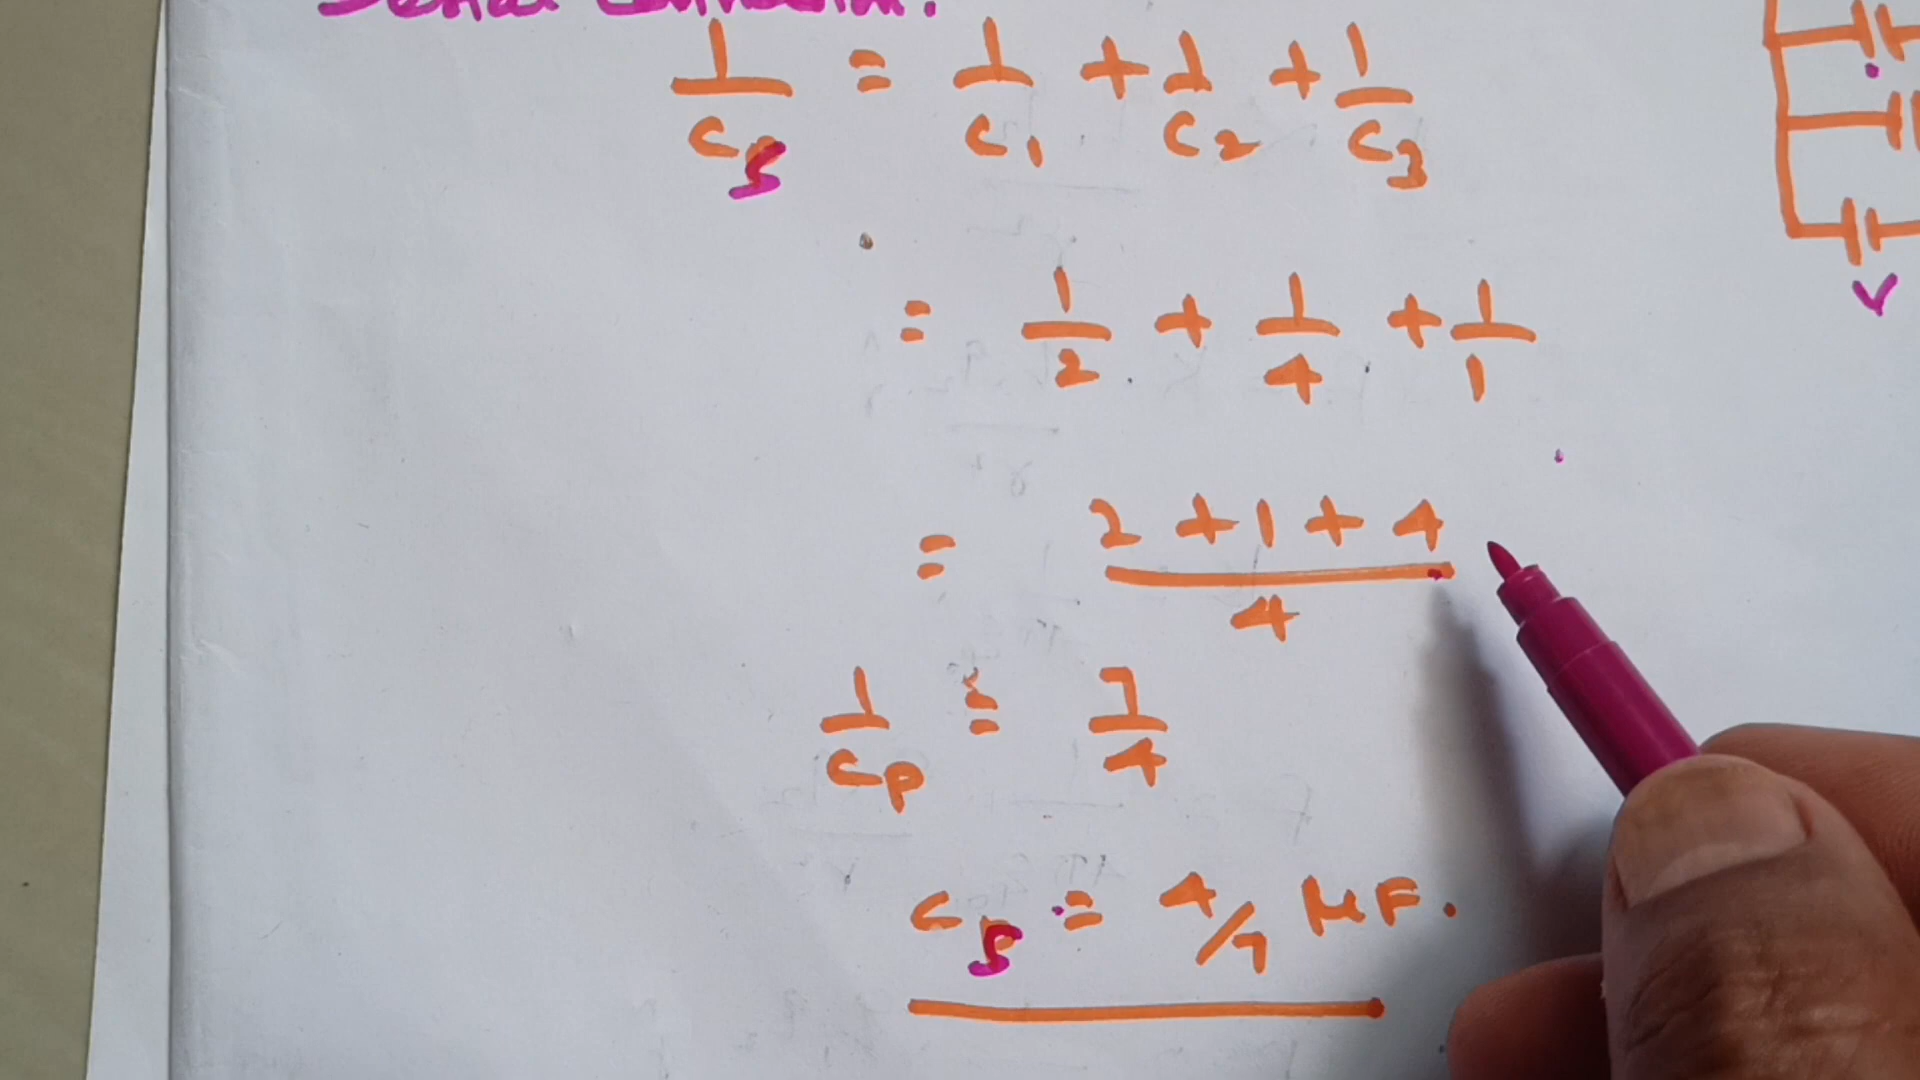 1/Cs = 1/C1 + 1/C2 + 1/C3
= 1/2 + 1/4 + 1/1
= (2 + 1 + 4)/4
1/Cp = 7/4
Cs = 4/7 μF.
V